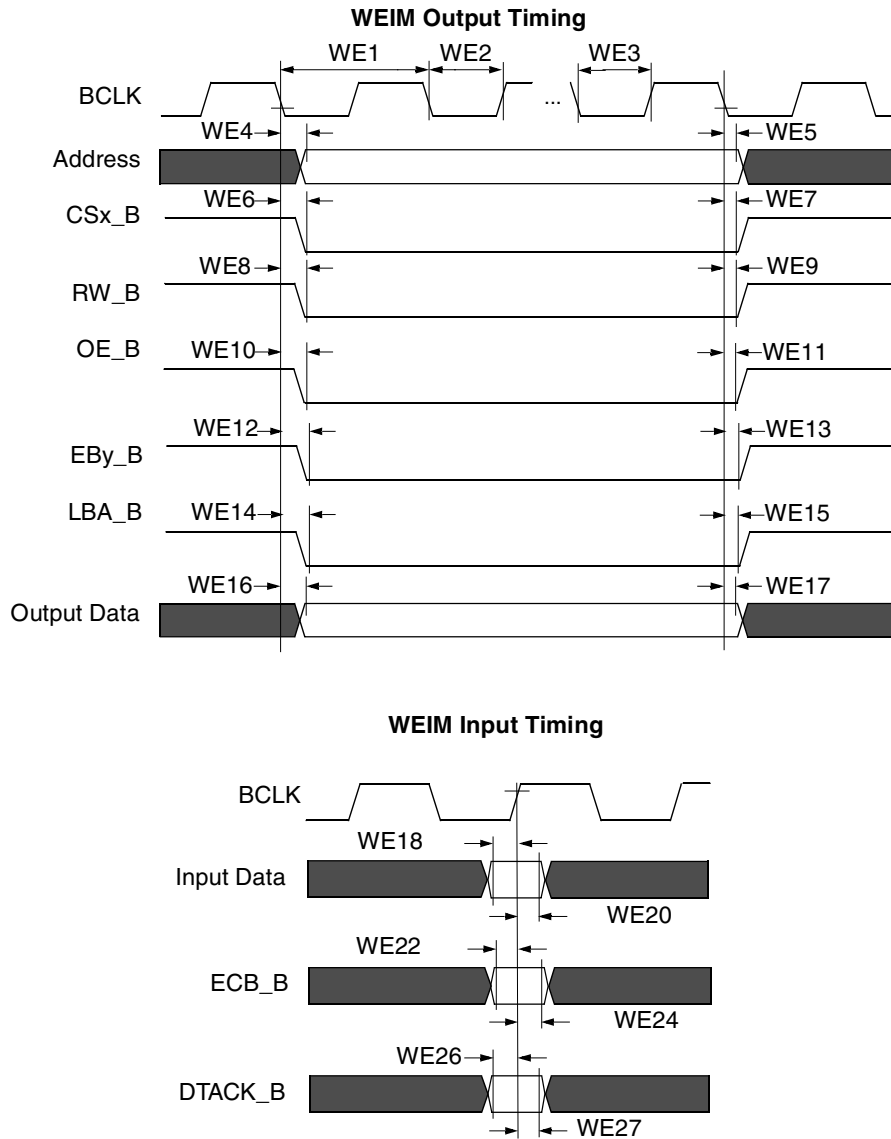 WEIM Output Timing
WE1 WE2 WE3
BCLK ...
WE4 WE5
Address
WE6 WE7
CSx_B
WE8 WE9
RW_B
OE_B WE10 WE11
WE12 WE13
EBy_B
LBA_B WE14 WE15
WE16 WE17
Output Data
WEIM Input Timing
BCLK
WE18
Input Data
WE20
WE22
ECB_B
WE24
WE26
DTACK_B
WE27